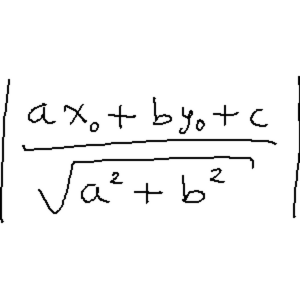 |(ax₀ + by₀ + c) / √(a² + b²)|